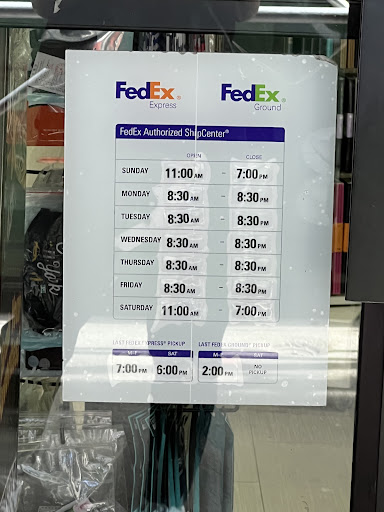 FedEx® FedEx®
Express Ground
FedEx Authorized ShipCenter®
OPEN CLOSE
SUNDAY 11:00 AM - 7:00 PM
MONDAY 8:30 AM - 8:30 PM
TUESDAY 8:30 AM - 8:30 PM
WEDNESDAY 8:30 AM - 8:30 PM
THURSDAY 8:30 AM - 8:30 PM
FRIDAY 8:30 AM - 8:30 PM
SATURDAY 11:00 AM - 7:00 PM
LAST FEDEX EXPRESS® PICKUP LAST FEDEX GROUND® PICKUP
M-F SAT M-F SAT
7:00 PM 6:00 PM 2:00 PM NO
PICKUP